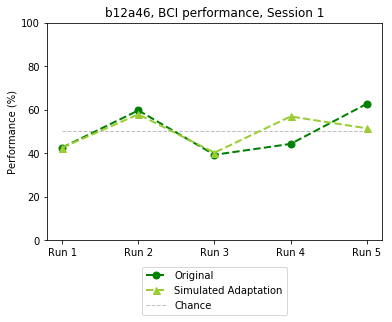 b12a46, BCI performance, Session 1
Performance (%)
100
80
60
40
20
0
Run 1 Run 2 Run 3 Run 4 Run 5
Original
Simulated Adaptation
Chance